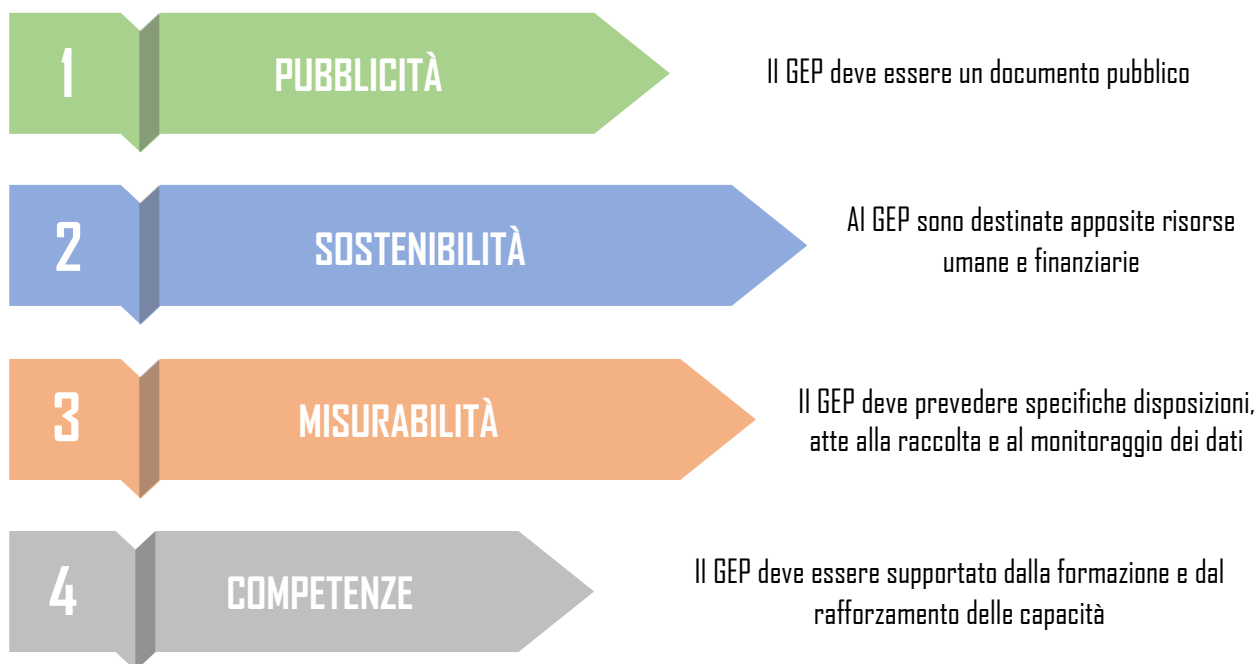 1
PUBBLICITÀ
Il GEP deve essere un documento pubblico
2
SOSTENIBILITÀ
Al GEP sono destinate apposite risorse
umane e finanziarie
3
MISURABILITÀ
Il GEP deve prevedere specifiche disposizioni,
atte alla raccolta e al monitoraggio dei dati
4
COMPETENZE
Il GEP deve essere supportato dalla formazione e dal
rafforzamento delle capacità